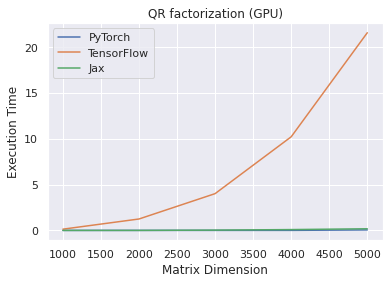 QR factorization (GPU)
PyTorch
TensorFlow
Jax
Execution Time
20
15
10
5
0
1000 1500 2000 2500 3000 3500 4000 4500 5000
Matrix Dimension